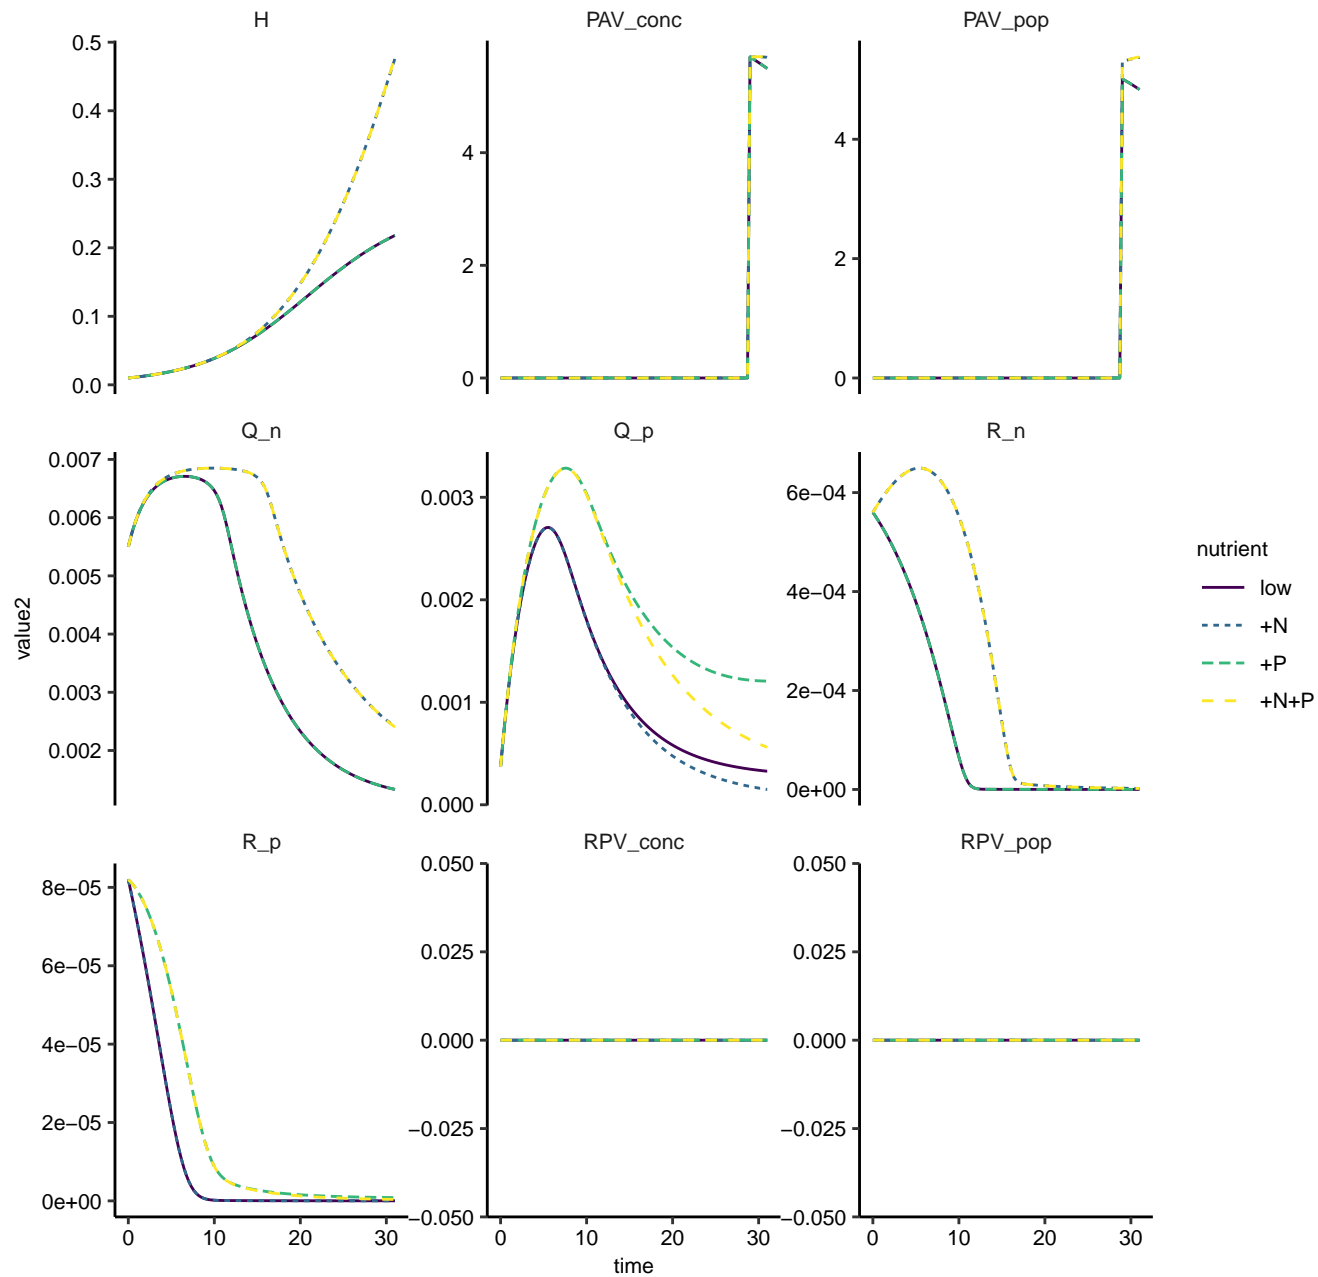 H
PAV_conc
PAV_pop
0.5
0.4
0.3
0.2
0.1
0.0
4
2
0
4
2
0
Q_n
Q_p
R_n
0.007
0.006
0.005
0.004
0.003
0.002
0.003
0.002
0.001
0.000
6e−04
4e−04
2e−04
0e+00
value2
nutrient
low
+N
+P
+N+P
R_p
RPV_conc
RPV_pop
8e−05
6e−05
4e−05
2e−05
0e+00
0.050
0.025
0.000
−0.025
−0.050
0.050
0.025
0.000
−0.025
−0.050
0 10 20 30
0 10 20 30
0 10 20 30
time